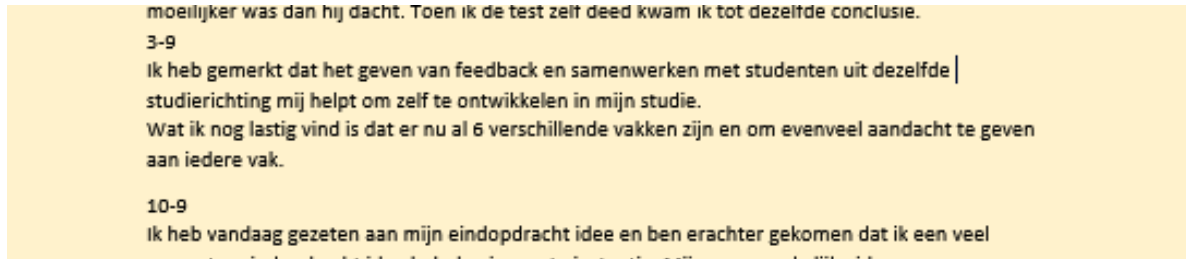 moeilijker was dan hij dacht. Toen ik de test zelf deed kwam ik tot dezelfde conclusie.
3-9
Ik heb gemerkt dat het geven van feedback en samenwerken met studenten uit dezelfde
studierichting mij helpt om zelf te ontwikkelen in mijn studie.
Wat ik nog lastig vind is dat er nu al 6 verschillende vakken zijn en om evenveel aandacht te geven
aan iedere vak.
10-9
Ik heb vandaag gezeten aan mijn eindopdracht idee en ben erachter gekomen dat ik een veel